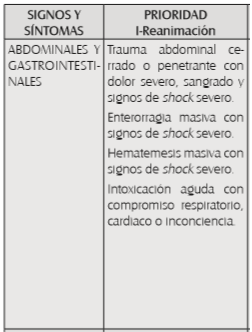 SIGNOS Y
SÍNTOMAS
PRIORIDAD
I-Reanimación
ABDOMINALES Y
GASTROINTESTI-
NALES
Trauma abdominal ce-
rrado o penetrante con
dolor severo, sangrado y
signos de shock severo.
Enterorragia masiva con
signos de shock severo.
Hematemesis masiva con
signos de shock severo.
Intoxicación aguda con
compromiso respiratorio,
cardiaco o inconciencia.